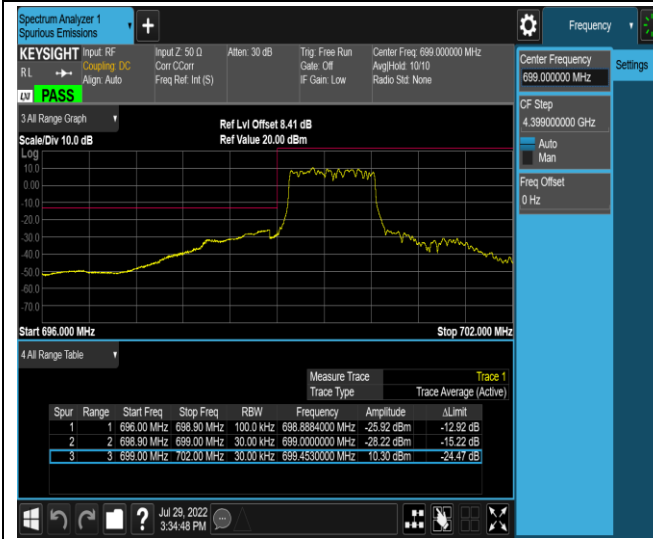 Spectrum Analyzer 1
Spurious Emissions
Frequency
KEYSIGHT Input: RF Input Z: 50 Ω Atten: 30 dB Trig: Free Run Center Freq: 699.000000 MHz
RL Coupling: DC Corr CCorr Gate: Off Avg|Hold: 10/10
Align: Auto Freq Ref: Int (S) IF Gain: Low Radio Std: None
LXI PASS
Center Frequency
699.000000 MHz
Settings
CF Step
4.399000000 GHz
Auto
Man
Freq Offset
0 Hz
3 All Range Graph
Ref Lvl Offset 8.41 dB
Scale/Div 10.0 dB Ref Value 20.00 dBm
Log
10.0
0.00
-10.0
-20.0
-30.0
-40.0
-50.0
-60.0
-70.0
Start 696.000 MHz Stop 702.000 MHz
4 All Range Table
Measure Trace Trace 1
Trace Type Trace Average (Active)
Spur Range Start Freq Stop Freq RBW Frequency Amplitude ΔLimit
1 1 696.00 MHz 698.90 MHz 100.0 kHz 698.8884000 MHz -25.92 dBm -12.92 dB
2 2 698.90 MHz 699.00 MHz 30.00 kHz 699.0000000 MHz -28.22 dBm -15.22 dB
3 3 699.00 MHz 702.00 MHz 30.00 kHz 699.4530000 MHz 10.30 dBm -24.47 dB
Jul 29, 2022
3:34:48 PM